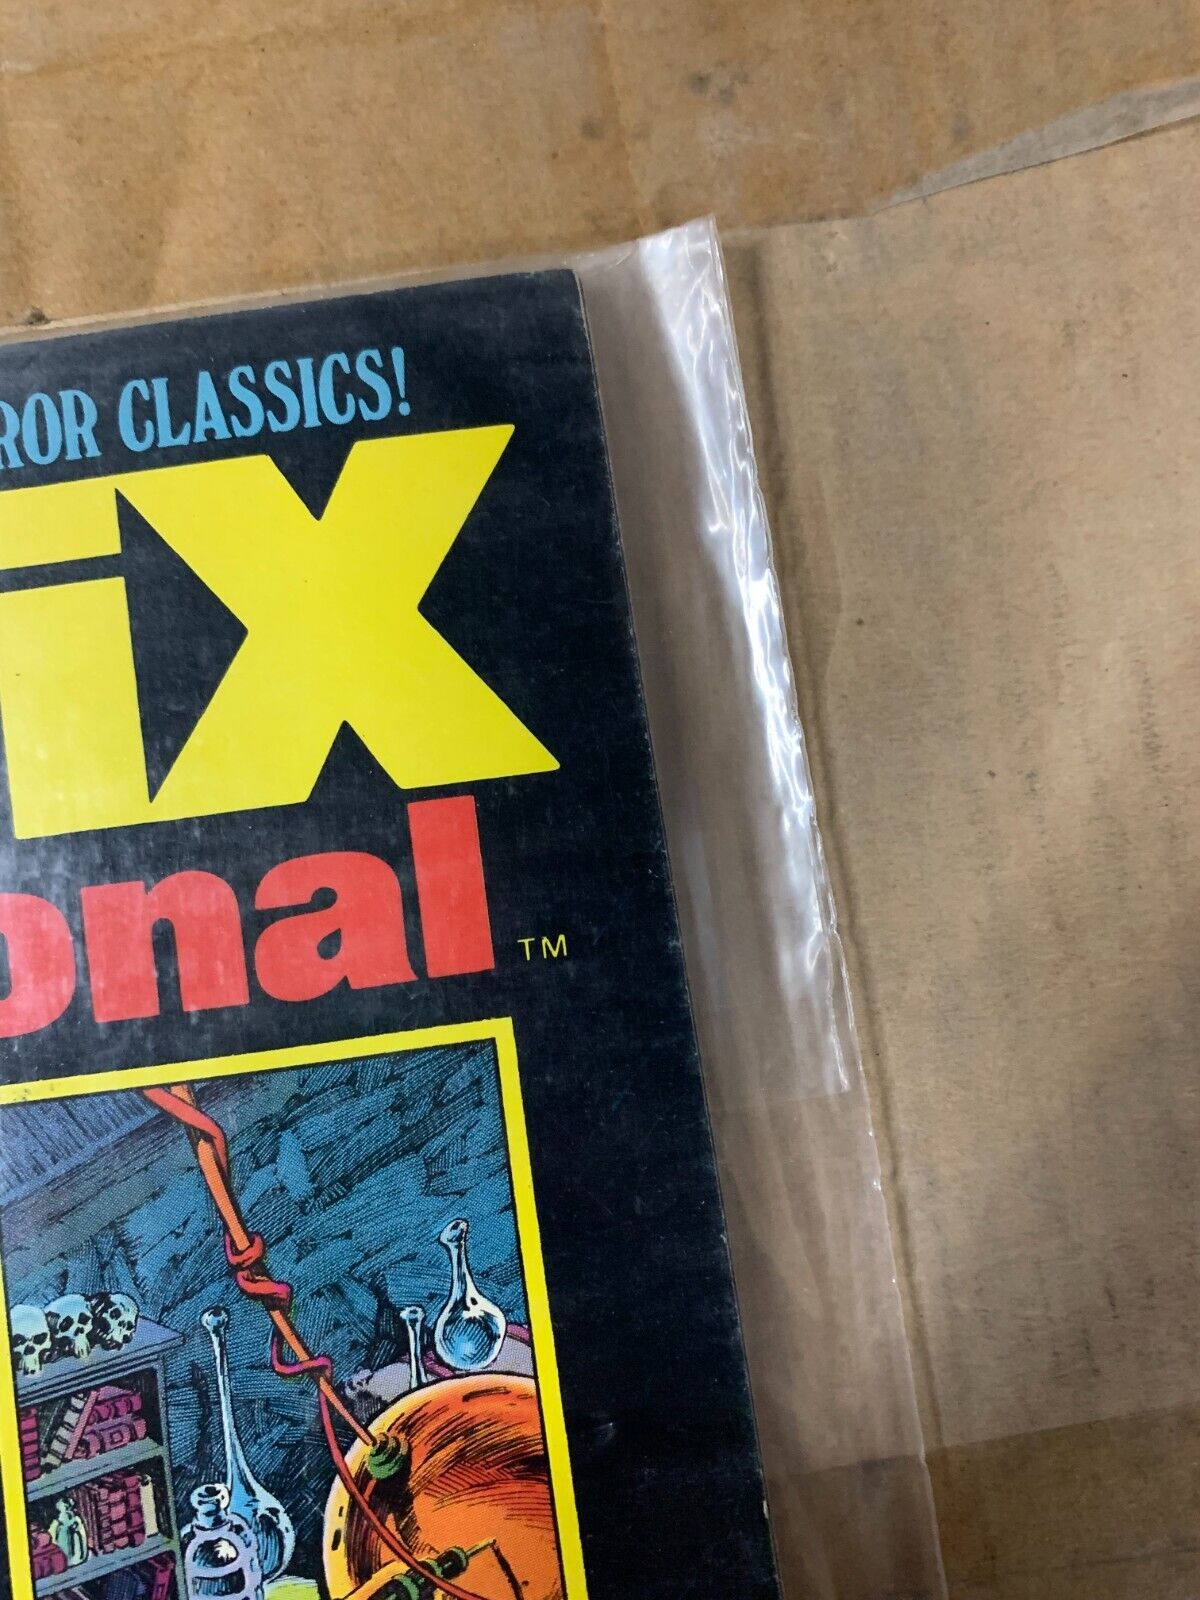 ROR CLASSICS!
iX
onal TM